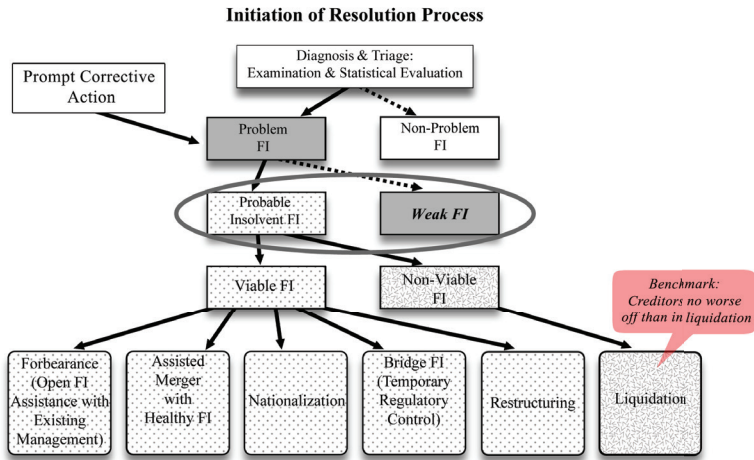 Initiation of Resolution Process
Diagnosis & Triage:
Examination & Statistical Evaluation
Prompt Corrective
Action
Problem
FI
Non-Problem
FI
Probable
Insolvent FI
Weak FI
Viable FI
Non-Viable
FI
Benchmark:
Creditors no worse
off than in liquidation
Forbearance
(Open FI
Assistance with
Existing
Management)
Assisted
Merger
with
Healthy FI
Nationalization
Bridge FI
(Temporary
Regulatory
Control)
Restructuring
Liquidation